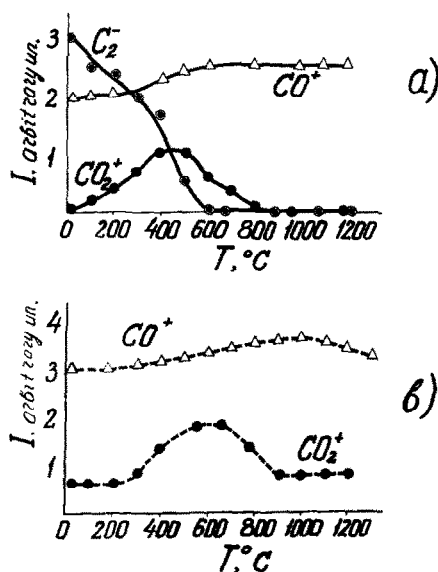 3
2
1
0 200 400 600 800 1000 1200
I. arbitrary un.
T, °C
C₂⁻
CO⁺
CO₂⁺
a)
4
3
2
1
0 200 400 600 800 1000 1200
I. arbitrary un.
T, °C
CO⁺
CO₂⁺
в)